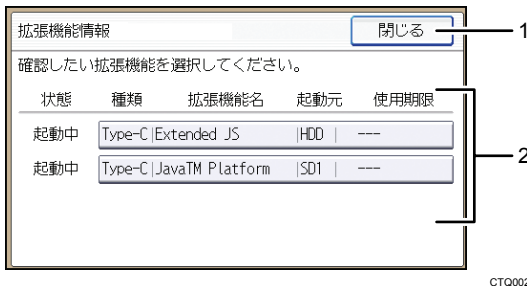 拡張機能情報 閉じる 1
確認したい拡張機能を選択してください。
状態 種類 拡張機能名 起動元 使用期限
起動中 Type-C|Extended JS |HDD | ---
2
起動中 Type-C|JavaTM Platform |SD1 | ---
CTQ002